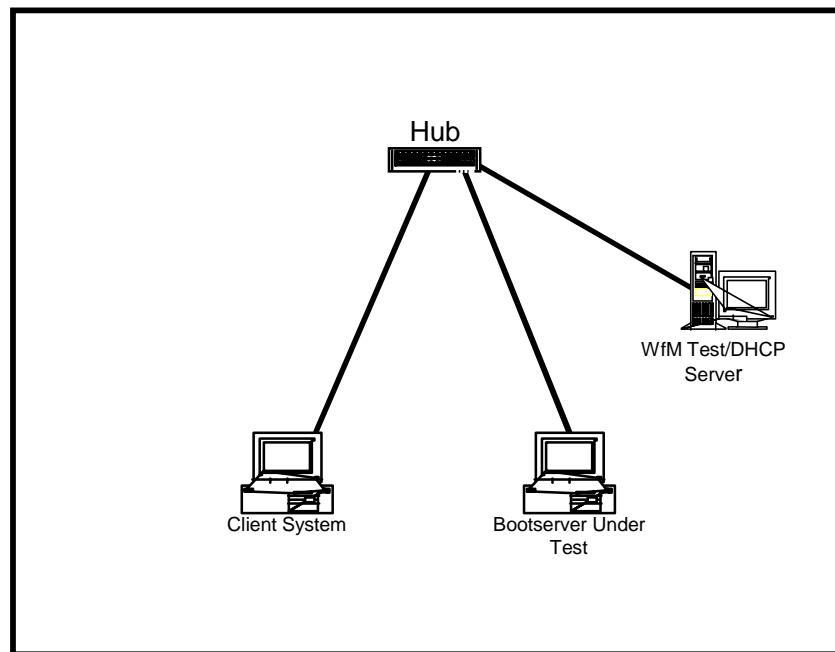 Hub
WfM Test/DHCP
Server
Client System
Bootserver Under
Test